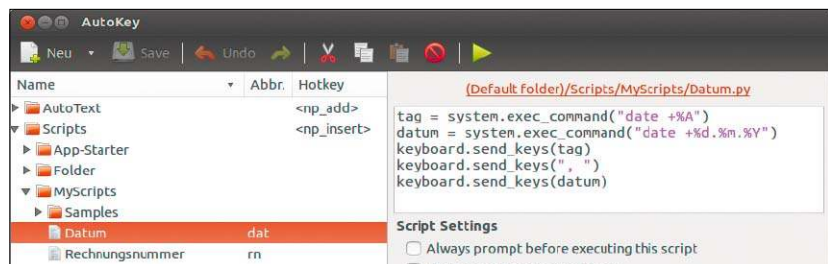 AutoKey
Neu Save Undo
Name Abbr. Hotkey
AutoText <np_add>
Scripts <np_insert>
App-Starter
Folder
MyScripts
Samples
Datum dat
Rechnungsnummer rn
(Default folder)/Scripts/MyScripts/Datum.py
tag = system.exec_command("date +%A")
datum = system.exec_command("date +%d.%m.%Y")
keyboard.send_keys(tag)
keyboard.send_keys(", ")
keyboard.send_keys(datum)
Script Settings
Always prompt before executing this script